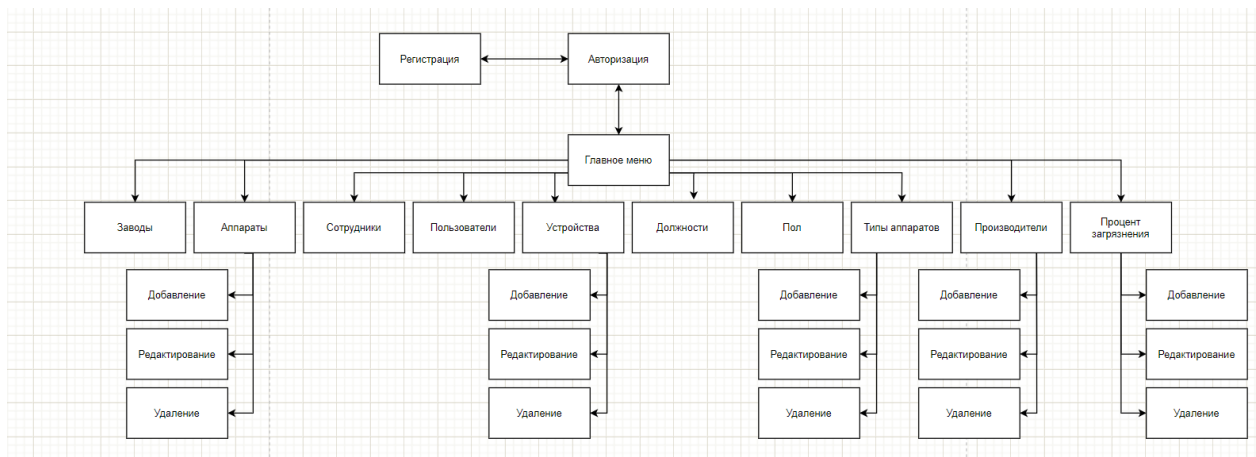 Регистрация
Авторизация
Главное меню
Заводы
Аппараты
Сотрудники
Пользователи
Устройства
Должности
Пол
Типы аппаратов
Производители
Процент
загрязнения
Добавление
Добавление
Добавление
Добавление
Добавление
Редактирование
Редактирование
Редактирование
Редактирование
Редактирование
Удаление
Удаление
Удаление
Удаление
Удаление